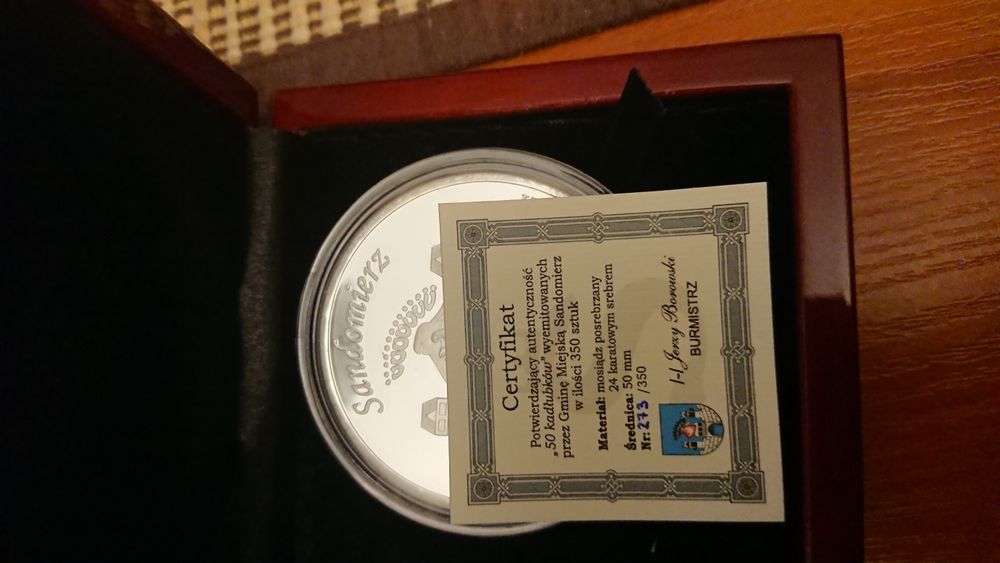 Sandomierz
Certyfikat
Potwierdzający autentyczność
„50 kadłubków” wyemitowanych
przez Gminę Miejską Sandomierz
w ilości 350 sztuk
Materiał: mosiądz posrebrzany
24 karatowym srebrem
Średnica: 50 mm
Nr: 273 /350
/-/ Jerzy Borowski
BURMISTRZ